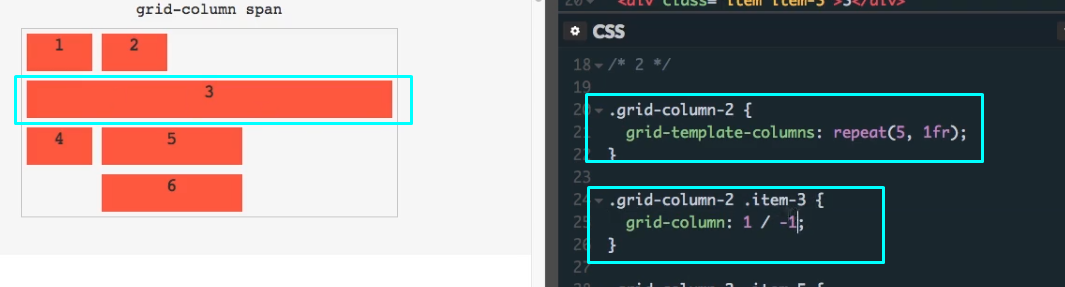 grid-column span
1
2
3
4
5
6
20 <div class="item item-3">3</div>
CSS
18 /* 2 */
19
20 .grid-column-2 {
21 grid-template-columns: repeat(5, 1fr);
22 }
23
24 .grid-column-2 .item-3 {
25 grid-column: 1 / -1;
26 }
27
28 .grid-column-2 .item-5 {